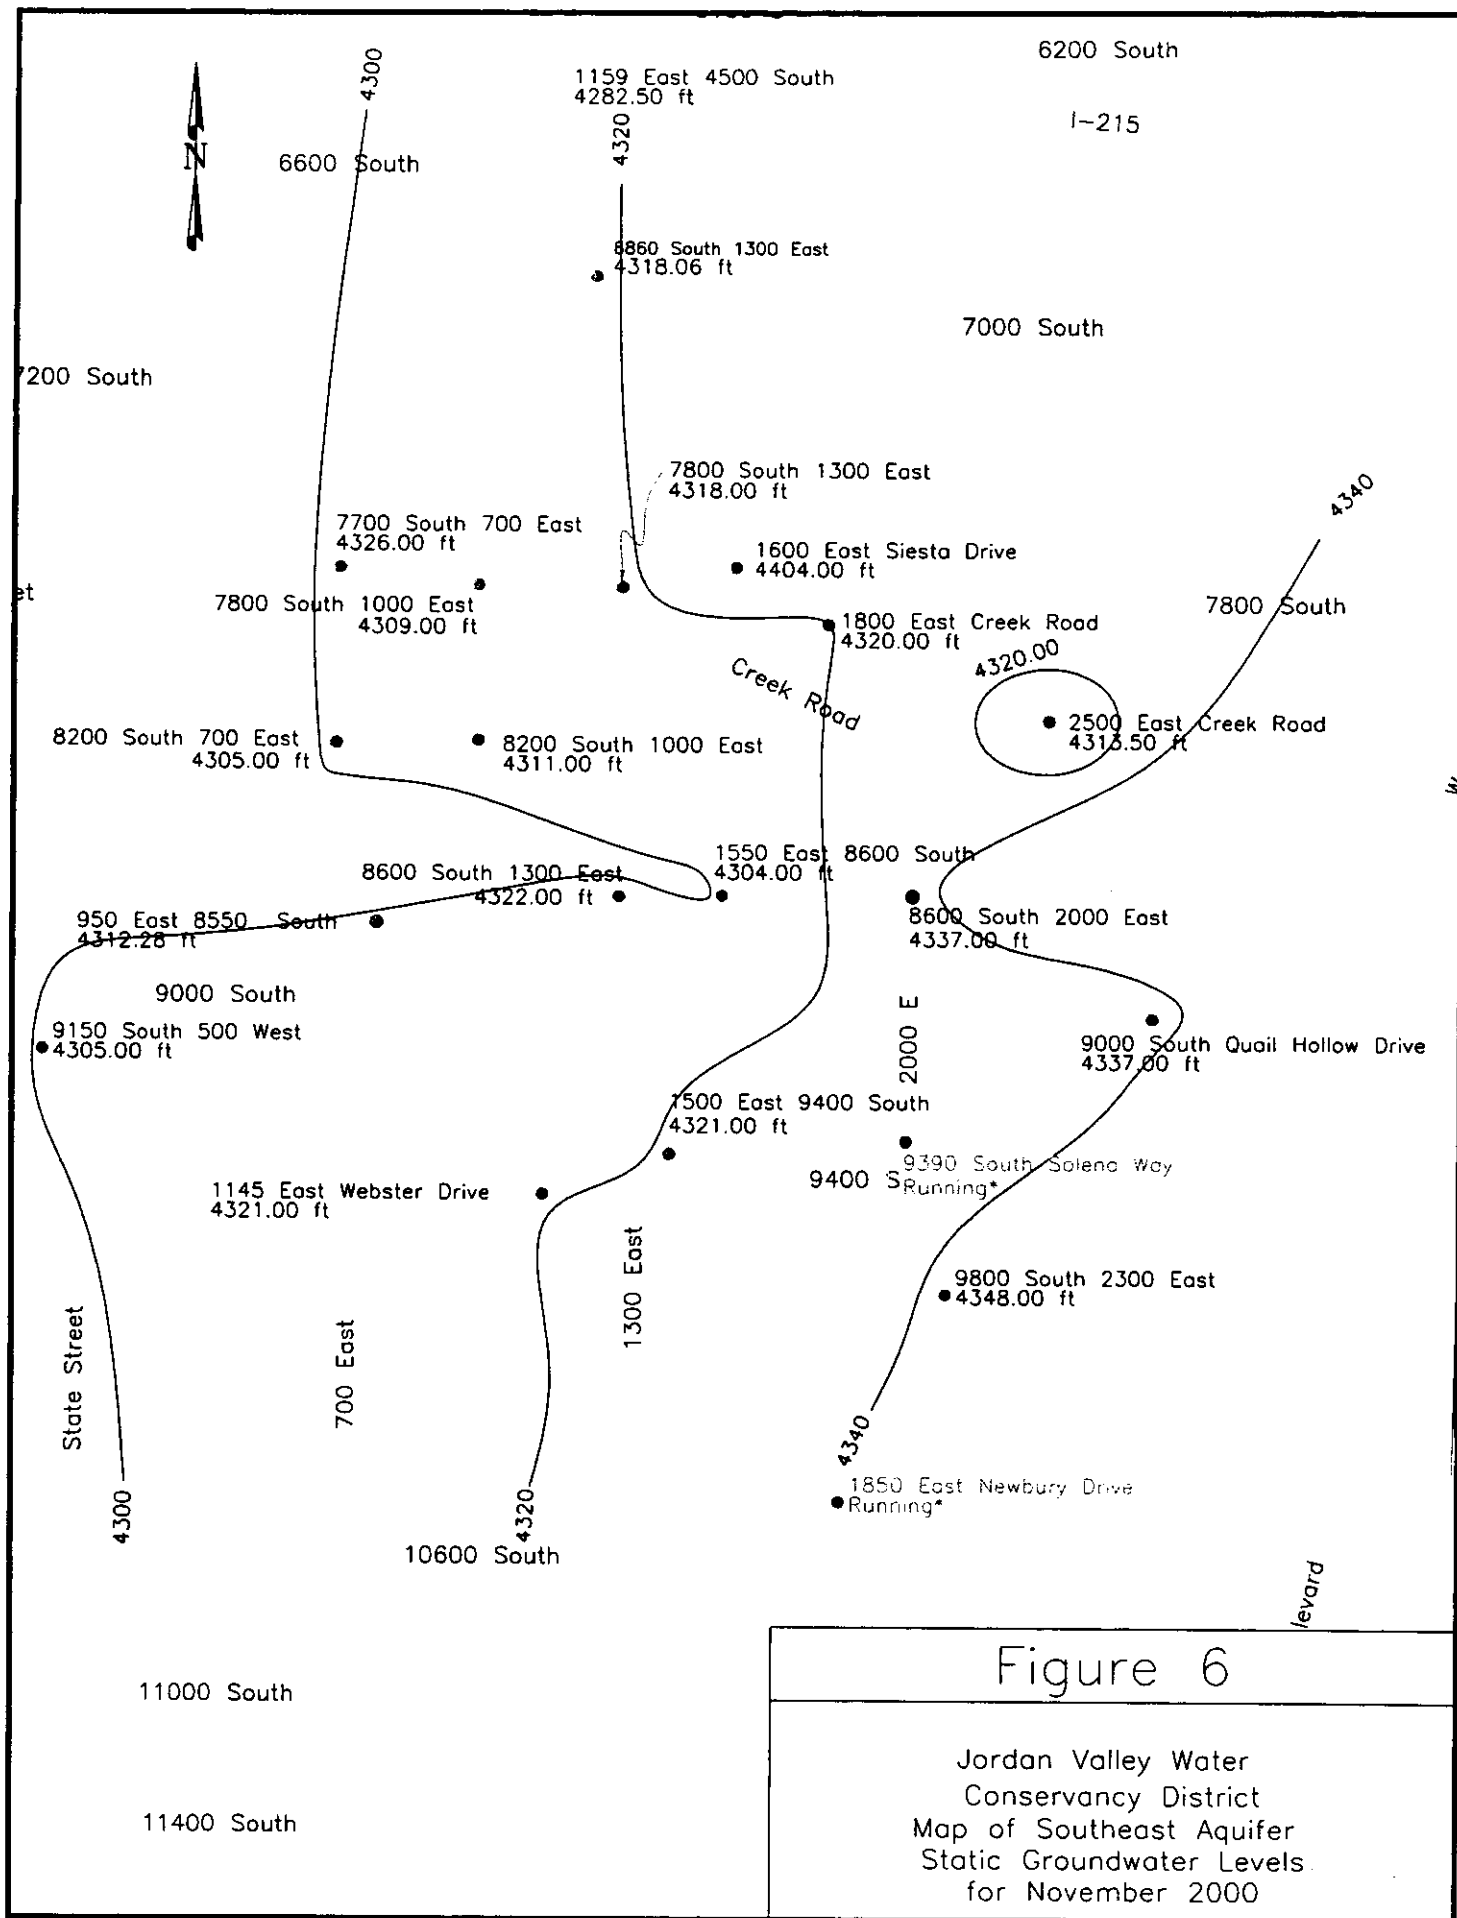 6200 South
4300
1159 East 4500 South
4282.50 ft
I-215
4320
N
6600 South
8860 South 1300 East
4318.06 ft
7000 South
7200 South
7800 South 1300 East
4318.00 ft
4340
7700 South 700 East
4326.00 ft
1600 East Siesta Drive
4404.00 ft
et
7800 South 1000 East
4309.00 ft
7800 South
1800 East Creek Road
4320.00 ft
4320.00
Creek Road
2500 East Creek Road
4313.50 ft
8200 South 700 East
4305.00 ft
8200 South 1000 East
4311.00 ft
W
1550 East 8600 South
4304.00 ft
8600 South 1300 East
4322.00 ft
950 East 8550 South
4312.28 ft
8600 South 2000 East
4337.00 ft
9000 South
9150 South 500 West
4305.00 ft
2000 E
9000 South Quail Hollow Drive
4337.00 ft
1500 East 9400 South
4321.00 ft
9390 South Solena Way
Running*
9400 S
1145 East Webster Drive
4321.00 ft
1300 East
9800 South 2300 East
4348.00 ft
State Street
700 East
4340
1850 East Newbury Drive
Running*
4300
4320
10600 South
levard
Figure 6
11000 South
Jordan Valley Water
Conservancy District
Map of Southeast Aquifer
Static Groundwater Levels
for November 2000
11400 South